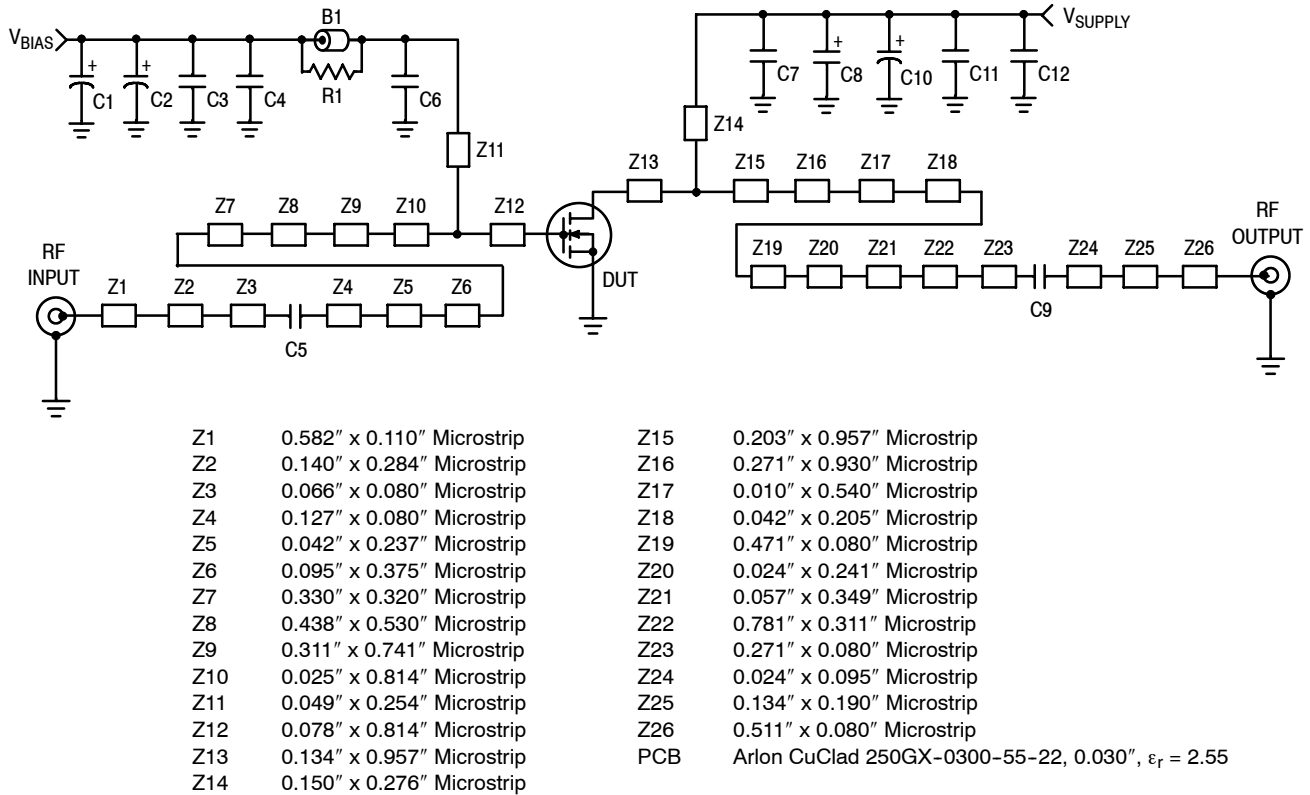 B1
V_BIAS
V_SUPPLY
+
+
+
+
C1
C2
C3
C4
R1
C6
C7
C8
C10
C11
C12
Z11
Z14
Z13
Z15
Z16
Z17
Z18
Z7
Z8
Z9
Z10
Z12
RF
INPUT
DUT
RF
OUTPUT
Z19
Z20
Z21
Z22
Z23
Z24
Z25
Z26
C9
Z1
Z2
Z3
Z4
Z5
Z6
C5
Z1 0.582″ x 0.110″ Microstrip
Z2 0.140″ x 0.284″ Microstrip
Z3 0.066″ x 0.080″ Microstrip
Z4 0.127″ x 0.080″ Microstrip
Z5 0.042″ x 0.237″ Microstrip
Z6 0.095″ x 0.375″ Microstrip
Z7 0.330″ x 0.320″ Microstrip
Z8 0.438″ x 0.530″ Microstrip
Z9 0.311″ x 0.741″ Microstrip
Z10 0.025″ x 0.814″ Microstrip
Z11 0.049″ x 0.254″ Microstrip
Z12 0.078″ x 0.814″ Microstrip
Z13 0.134″ x 0.957″ Microstrip
Z14 0.150″ x 0.276″ Microstrip
Z15 0.203″ x 0.957″ Microstrip
Z16 0.271″ x 0.930″ Microstrip
Z17 0.010″ x 0.540″ Microstrip
Z18 0.042″ x 0.205″ Microstrip
Z19 0.471″ x 0.080″ Microstrip
Z20 0.024″ x 0.241″ Microstrip
Z21 0.057″ x 0.349″ Microstrip
Z22 0.781″ x 0.311″ Microstrip
Z23 0.271″ x 0.080″ Microstrip
Z24 0.024″ x 0.095″ Microstrip
Z25 0.134″ x 0.190″ Microstrip
Z26 0.511″ x 0.080″ Microstrip
PCB Arlon CuClad 250GX-0300-55-22, 0.030″, εr = 2.55